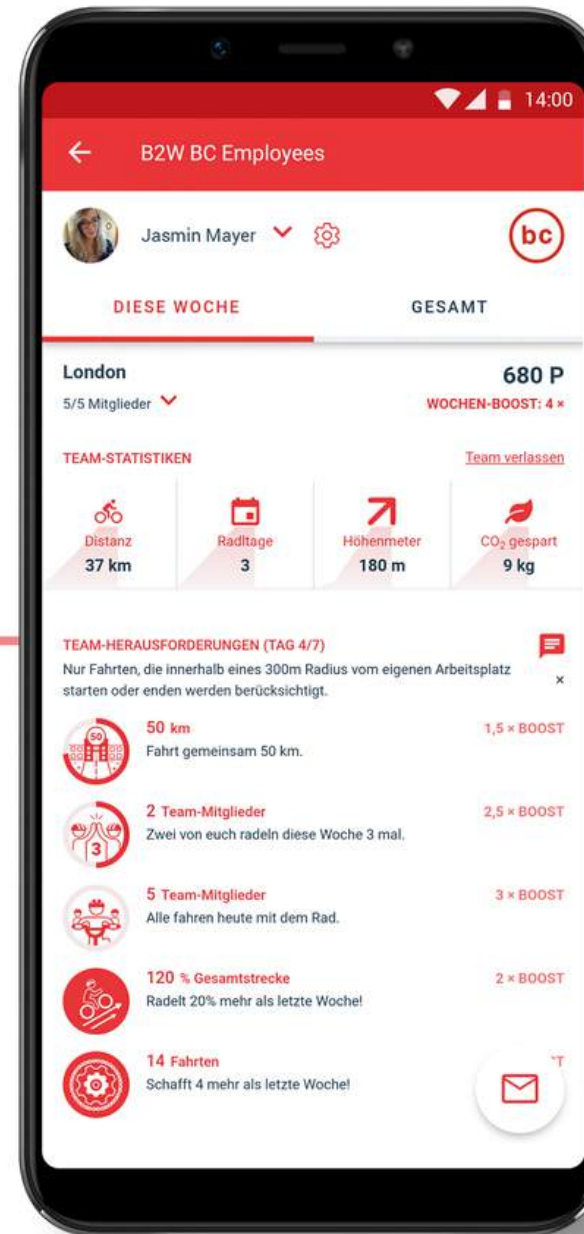 14:00
B2W BC Employees
Jasmin Mayer
bc
DIESE WOCHE
GESAMT
London
680 P
5/5 Mitglieder
WOCHEN-BOOST: 4 ×
TEAM-STATISTIKEN
Team verlassen
Distanz
37 km
Radltage
3
Höhenmeter
180 m
CO₂ gespart
9 kg
TEAM-HERAUSFORDERUNGEN (TAG 4/7)
Nur Fahrten, die innerhalb eines 300m Radius vom eigenen Arbeitsplatz
starten oder enden werden berücksichtigt.
×
50
50 km
1,5 × BOOST
Fahrt gemeinsam 50 km.
3
2 Team-Mitglieder
2,5 × BOOST
Zwei von euch radeln diese Woche 3 mal.
5 Team-Mitglieder
3 × BOOST
Alle fahren heute mit dem Rad.
120 % Gesamtstrecke
2 × BOOST
Radelt 20% mehr als letzte Woche!
14 Fahrten
Schafft 4 mehr als letzte Woche!